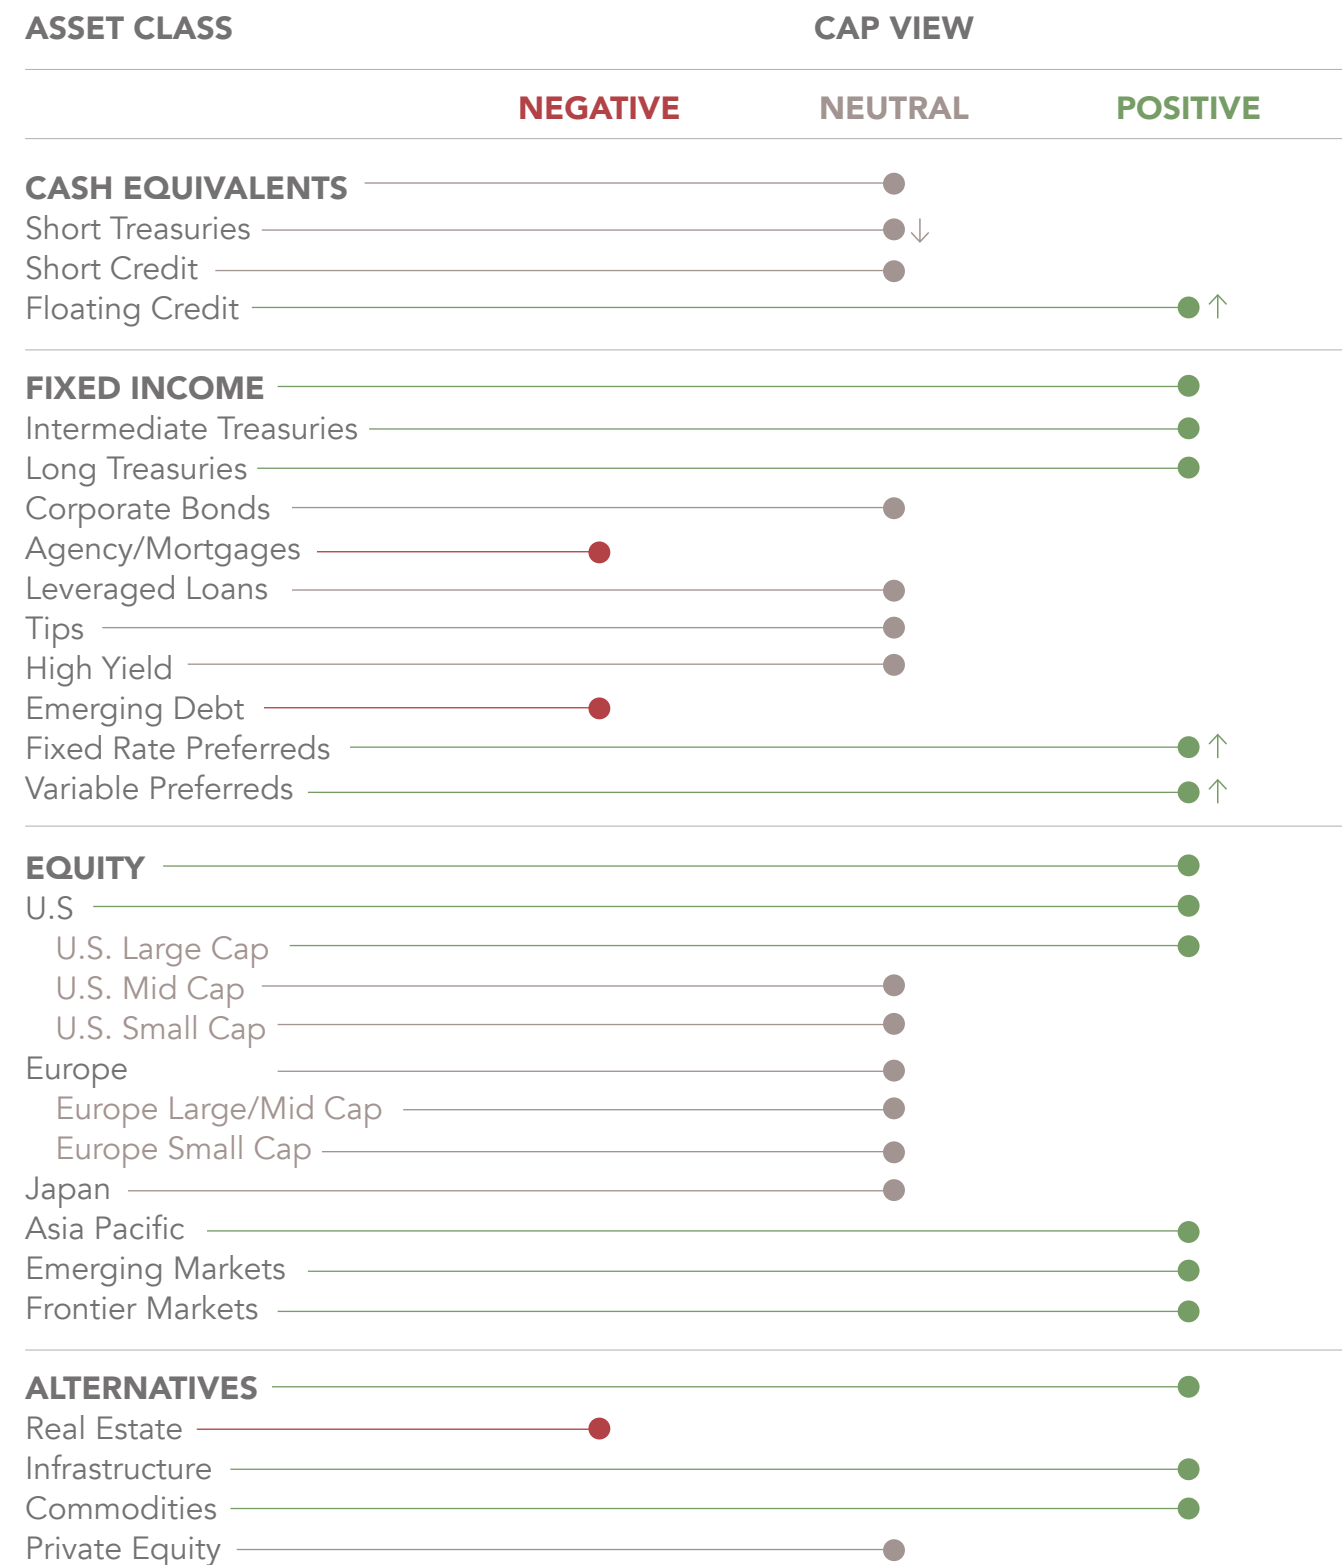 ASSET CLASS CAP VIEW
NEGATIVE NEUTRAL POSITIVE
CASH EQUIVALENTS
Short Treasuries
Short Credit
Floating Credit
FIXED INCOME
Intermediate Treasuries
Long Treasuries
Corporate Bonds
Agency/Mortgages
Leveraged Loans
Tips
High Yield
Emerging Debt
Fixed Rate Preferreds
Variable Preferreds
EQUITY
U.S
U.S. Large Cap
U.S. Mid Cap
U.S. Small Cap
Europe
Europe Large/Mid Cap
Europe Small Cap
Japan
Asia Pacific
Emerging Markets
Frontier Markets
ALTERNATIVES
Real Estate
Infrastructure
Commodities
Private Equity